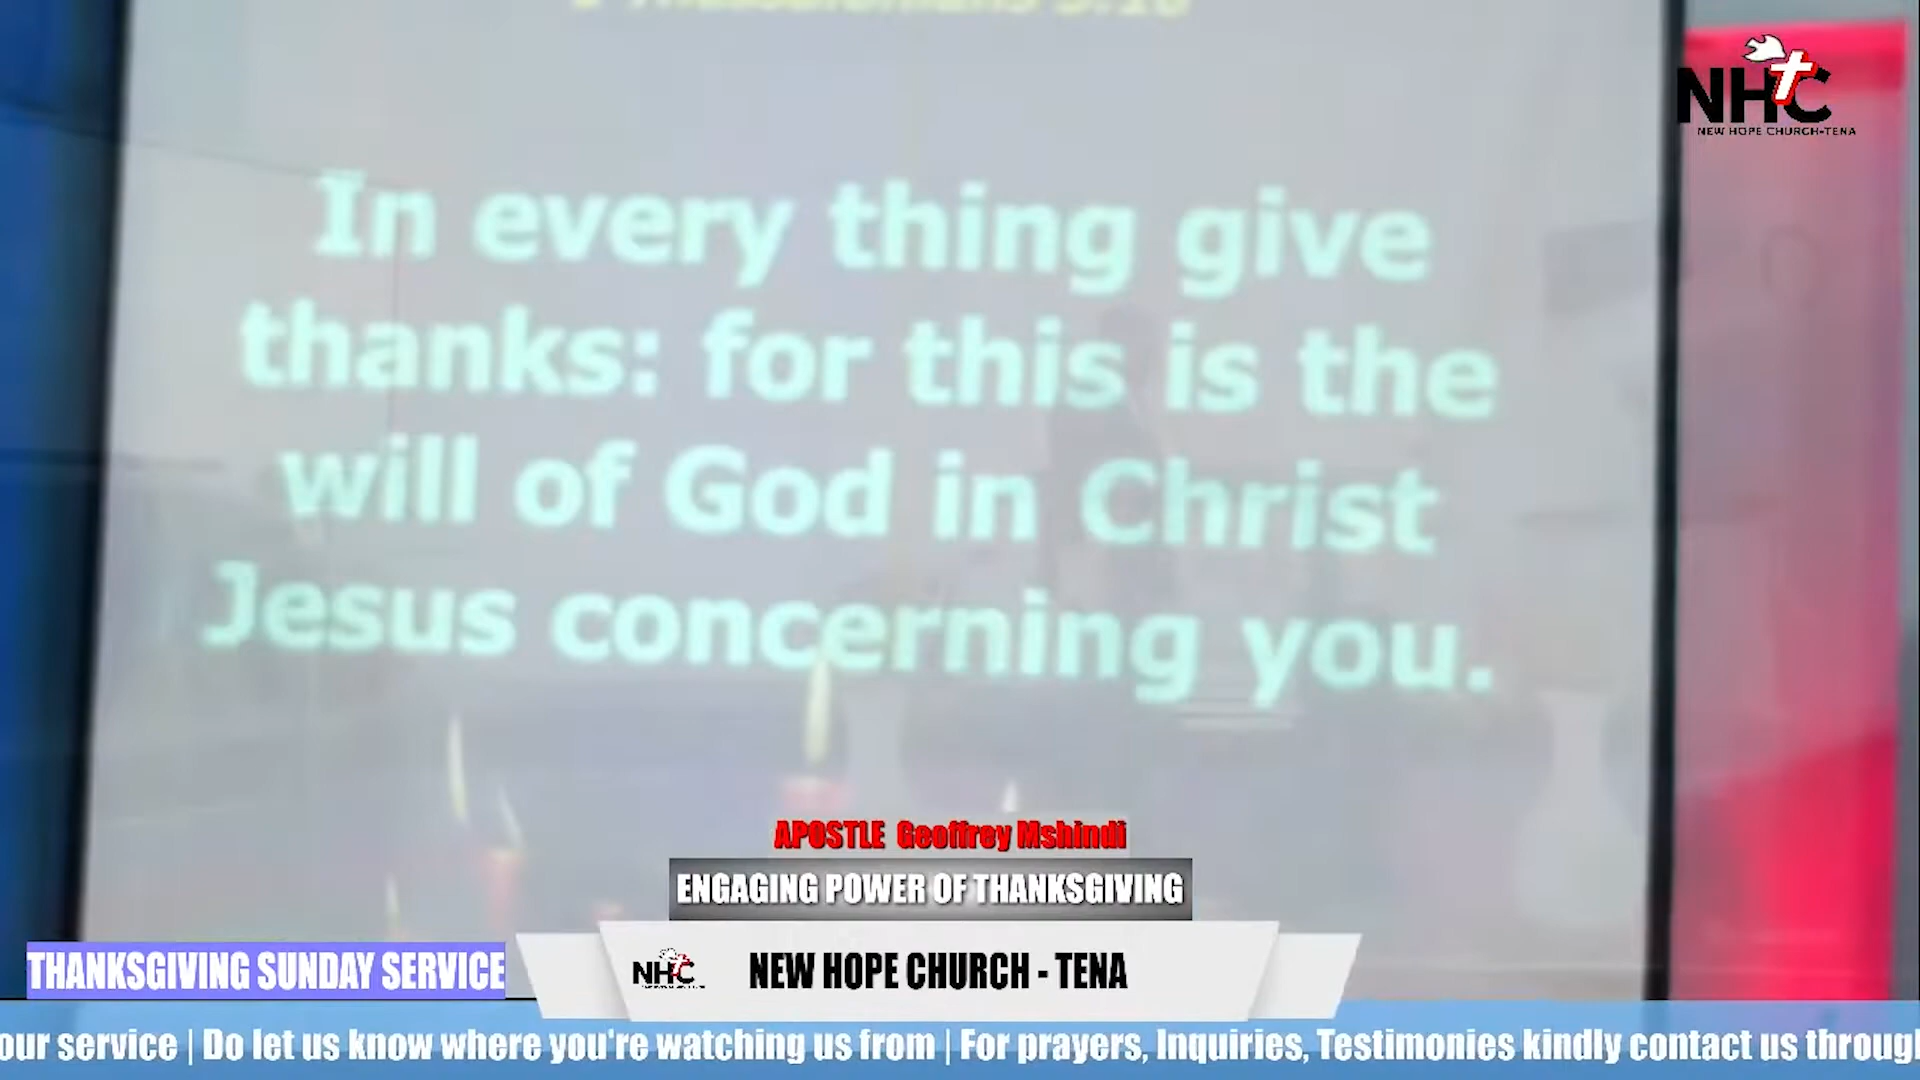 Thessalonians 5:18
NHC
NEW HOPE CHURCH-TENA
In every thing give
thanks: for this is the
will of God in Christ
Jesus concerning you.
APOSTLE Geoffrey Mshindi
ENGAGING POWER OF THANKSGIVING
THANKSGIVING SUNDAY SERVICE
NHC
NEW HOPE CHURCH - TENA
our service | Do let us know where you're watching us from | For prayers, Inquiries, Testimonies kindly contact us throug